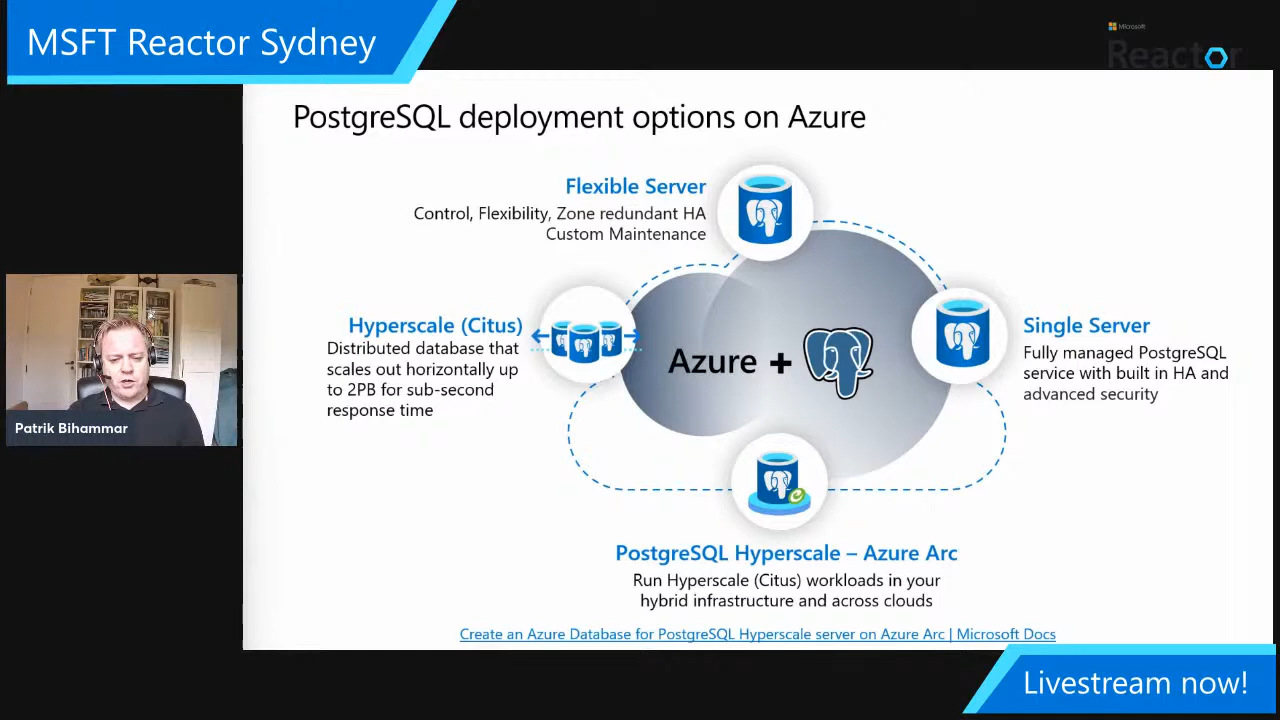 MSFT Reactor Sydney
Microsoft
Reactor
PostgreSQL deployment options on Azure
Flexible Server
Control, Flexibility, Zone redundant HA
Custom Maintenance
Hyperscale (Citus)
Distributed database that
scales out horizontally up
to 2PB for sub-second
response time
Azure +
Single Server
Fully managed PostgreSQL
service with built in HA and
advanced security
Patrik Bihammar
PostgreSQL Hyperscale – Azure Arc
Run Hyperscale (Citus) workloads in your
hybrid infrastructure and across clouds
Create an Azure Database for PostgreSQL Hyperscale server on Azure Arc | Microsoft Docs
Livestream now!